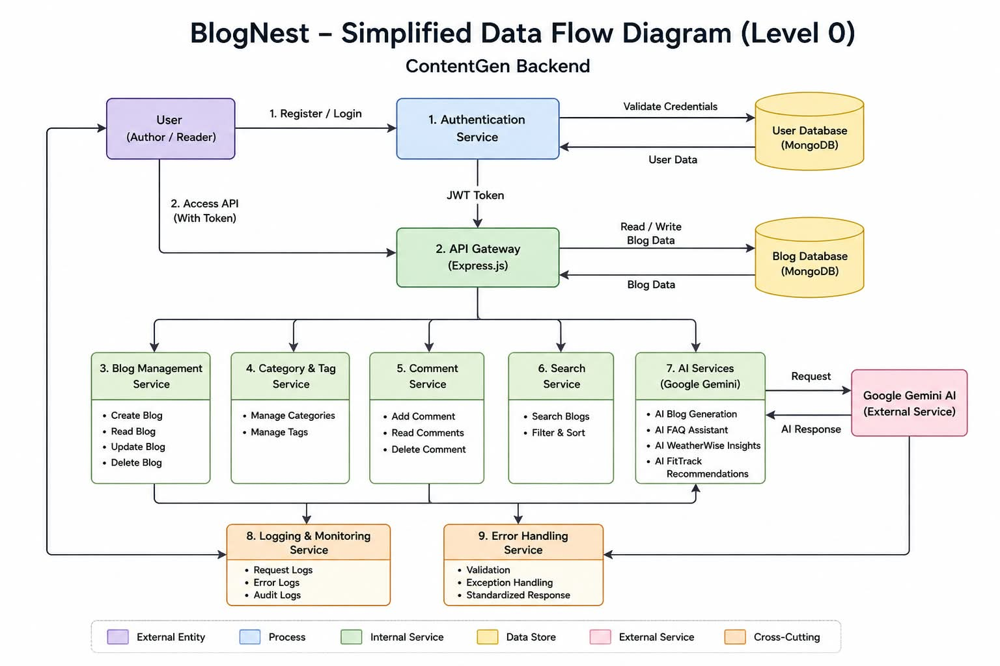 BlogNest – Simplified Data Flow Diagram (Level 0)
ContentGen Backend
User
(Author / Reader)
1. Register / Login
1. Authentication
Service
Validate Credentials
User Data
User Database
(MongoDB)
2. Access API
(With Token)
JWT Token
2. API Gateway
(Express.js)
Read / Write
Blog Data
Blog Data
Blog Database
(MongoDB)
3. Blog Management
Service
• Create Blog
• Read Blog
• Update Blog
• Delete Blog
4. Category & Tag
Service
• Manage Categories
• Manage Tags
5. Comment
Service
• Add Comment
• Read Comments
• Delete Comment
6. Search
Service
• Search Blogs
• Filter & Sort
7. AI Services
(Google Gemini)
• AI Blog Generation
• AI FAQ Assistant
• AI WeatherWise Insights
• AI FitTrack
Recommendations
Request
AI Response
Google Gemini AI
(External Service)
8. Logging & Monitoring
Service
• Request Logs
• Error Logs
• Audit Logs
9. Error Handling
Service
• Validation
• Exception Handling
• Standardized Response
External Entity
Process
Internal Service
Data Store
External Service
Cross-Cutting